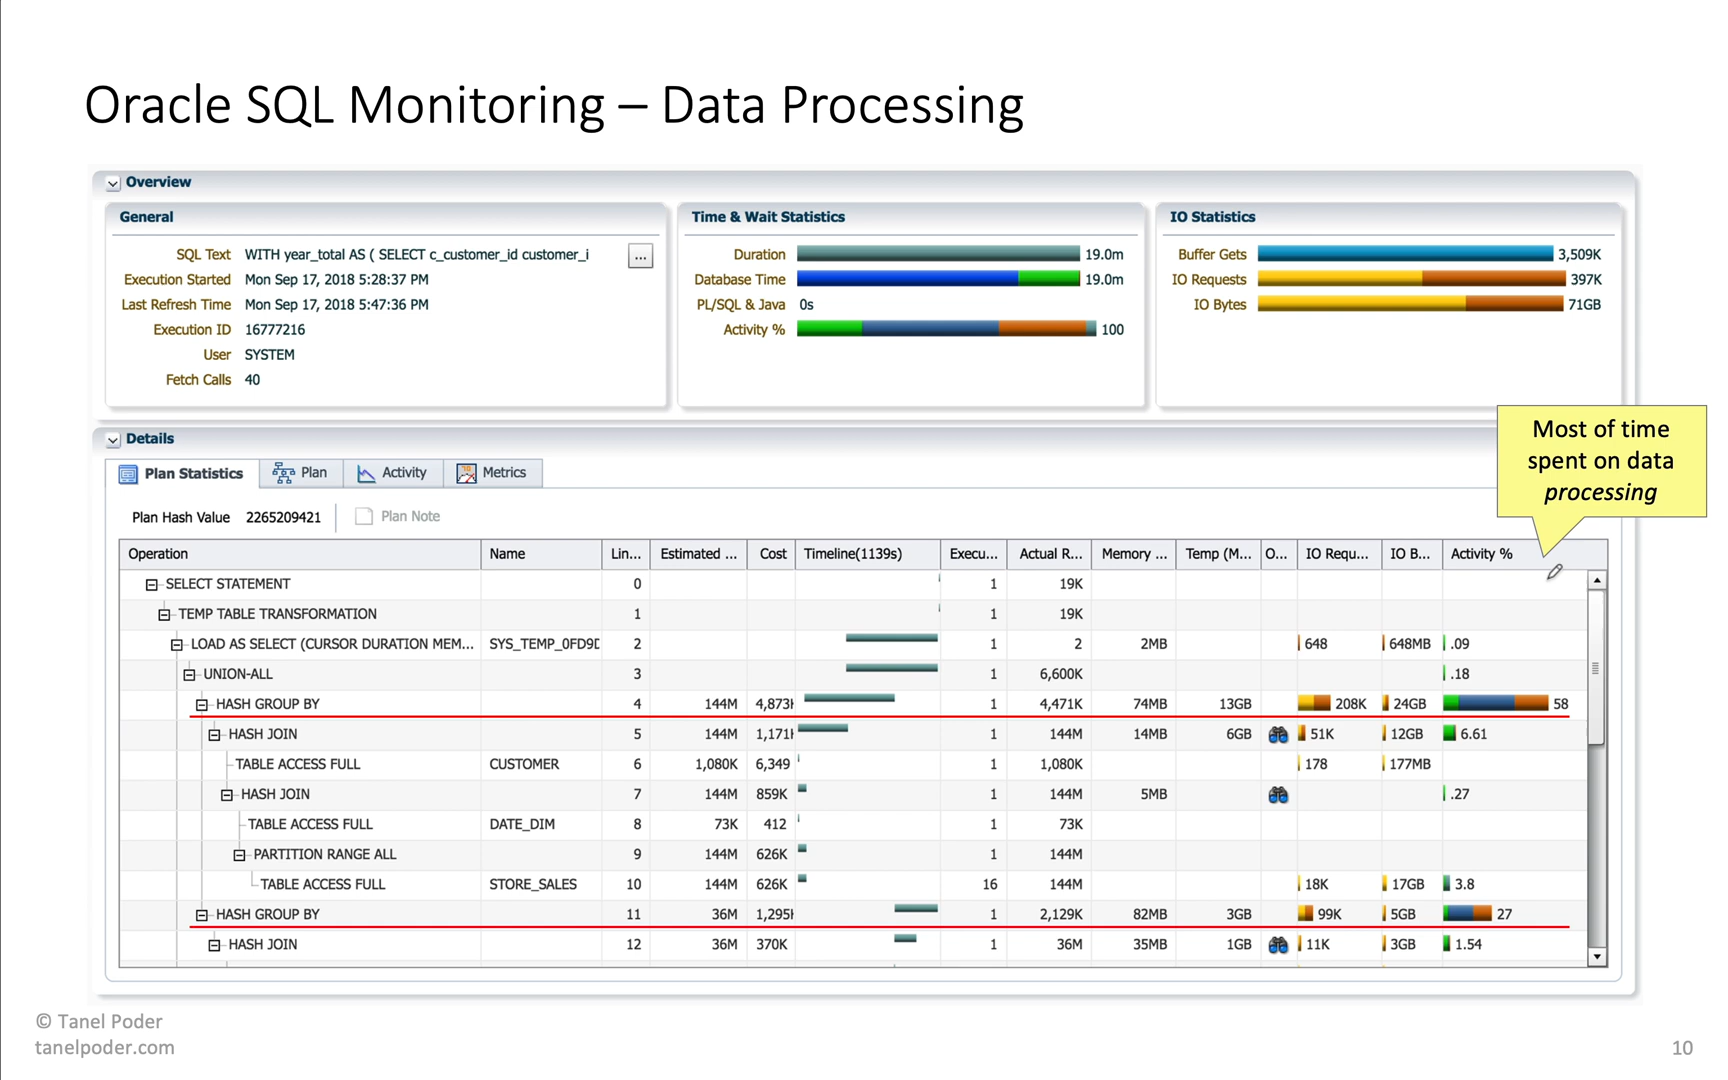 Oracle SQL Monitoring – Data Processing
Overview
General
SQL Text WITH year_total AS ( SELECT c_customer_id customer_i ...
Execution Started Mon Sep 17, 2018 5:28:37 PM
Last Refresh Time Mon Sep 17, 2018 5:47:36 PM
Execution ID 16777216
User SYSTEM
Fetch Calls 40
Time & Wait Statistics
Duration 19.0m
Database Time 19.0m
PL/SQL & Java 0s
Activity % 100
IO Statistics
Buffer Gets 3,509K
IO Requests 397K
IO Bytes 71GB
Most of time
spent on data
processing
Details
Plan Statistics Plan Activity Metrics
Plan Hash Value 2265209421 Plan Note
Operation Name Lin... Estimated ... Cost Timeline(1139s) Execu... Actual R... Memory ... Temp (M... O... IO Requ... IO B... Activity %
SELECT STATEMENT 0 1 19K
TEMP TABLE TRANSFORMATION 1 1 19K
LOAD AS SELECT (CURSOR DURATION MEM... SYS_TEMP_0FD9D 2 1 2 2MB 648 648MB .09
UNION-ALL 3 1 6,600K .18
HASH GROUP BY 4 144M 4,873K 1 4,471K 74MB 13GB 208K 24GB 58
HASH JOIN 5 144M 1,171K 1 144M 14MB 6GB 51K 12GB 6.61
TABLE ACCESS FULL CUSTOMER 6 1,080K 6,349 1 1,080K 178 177MB
HASH JOIN 7 144M 859K 1 144M 5MB .27
TABLE ACCESS FULL DATE_DIM 8 73K 412 1 73K
PARTITION RANGE ALL 9 144M 626K 1 144M
TABLE ACCESS FULL STORE_SALES 10 144M 626K 16 144M 18K 17GB 3.8
HASH GROUP BY 11 36M 1,295K 1 2,129K 82MB 3GB 99K 5GB 27
HASH JOIN 12 36M 370K 1 36M 35MB 1GB 11K 3GB 1.54
© Tanel Poder
tanelpoder.com
10